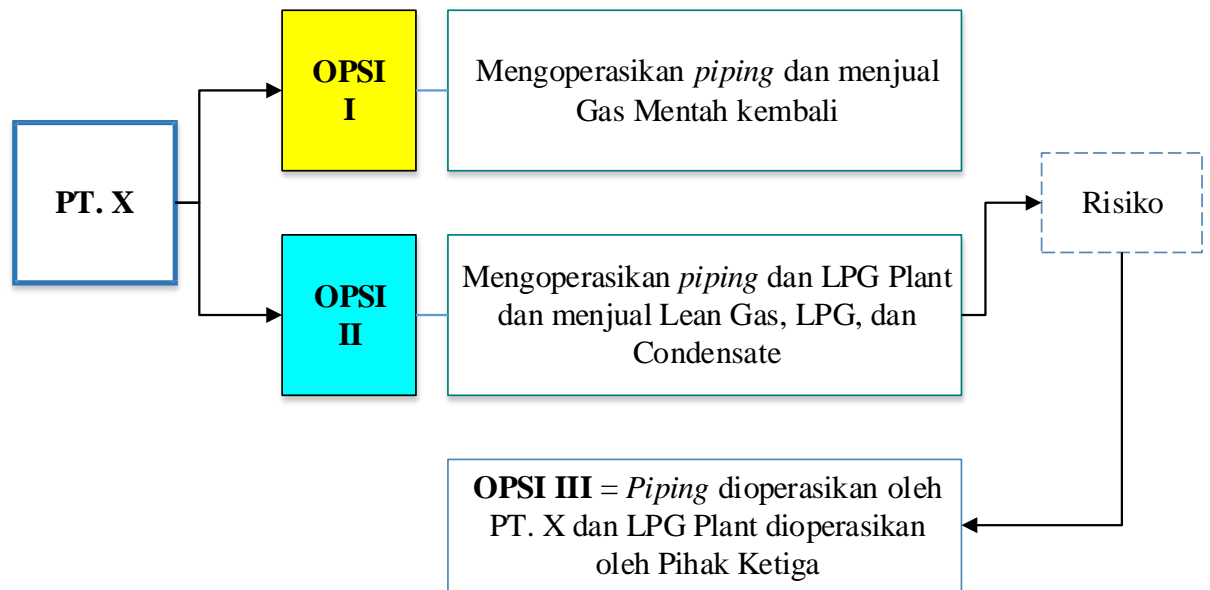 PT. X
OPSI
I
Mengoperasikan piping dan menjual
Gas Mentah kembali
OPSI
II
Mengoperasikan piping dan LPG Plant
dan menjual Lean Gas, LPG, dan
Condensate
Risiko
OPSI III = Piping dioperasikan oleh
PT. X dan LPG Plant dioperasikan
oleh Pihak Ketiga